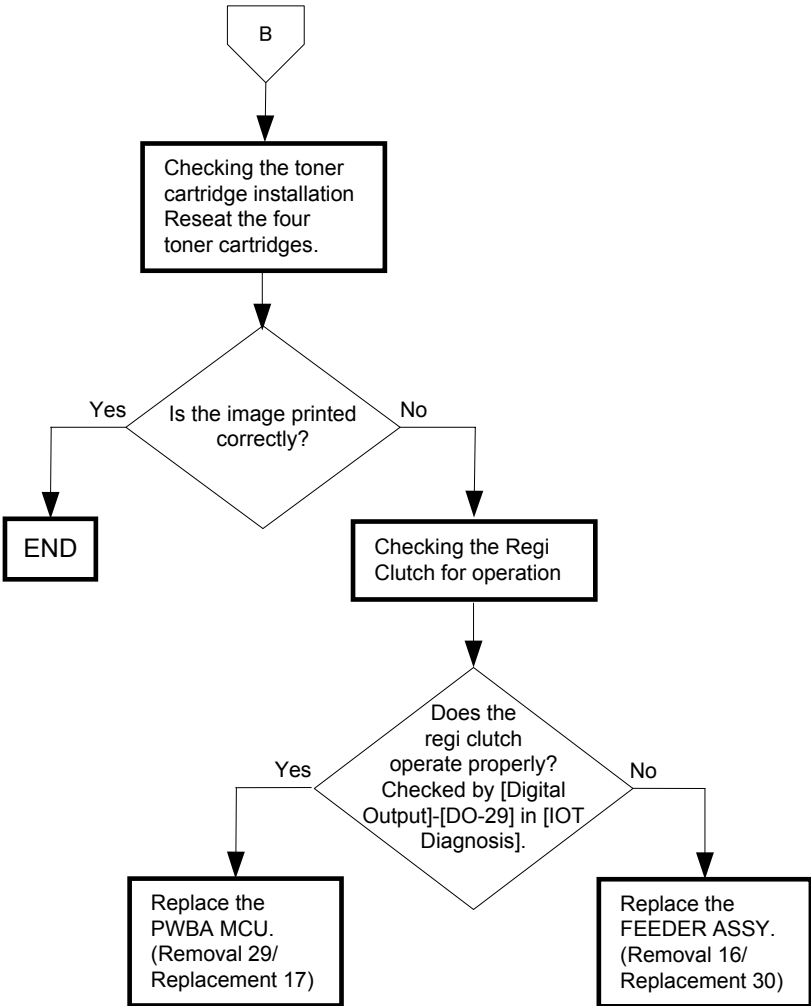 B
Checking the toner
cartridge installation
Reseat the four
toner cartridges.
Yes
No
Is the image printed
correctly?
END
Checking the Regi
Clutch for operation
Does the
regi clutch
operate properly?
Checked by [Digital
Output]-[DO-29] in [IOT
Diagnosis].
Yes
No
Replace the
PWBA MCU.
(Removal 29/
Replacement 17)
Replace the
FEEDER ASSY.
(Removal 16/
Replacement 30)